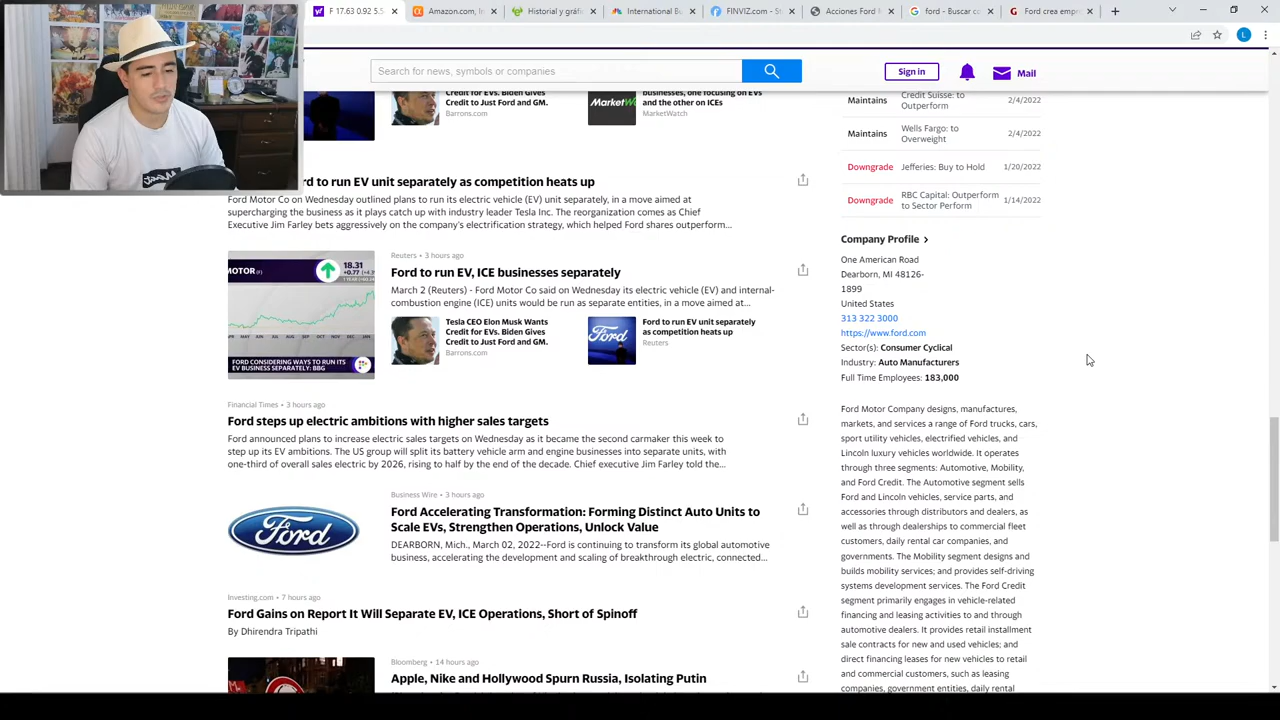 F 17.63 0.92 5.5
Amazon.com, In
Historial y gráfic
International Bu
FINVIZ.com - St
Acciones Ford M
ford - Buscar co
Ford crea empre
L
Search for news, symbols or companies
Sign in
Mail
Credit for EVs. Biden Gives
Credit to Just Ford and GM.
Barrons.com
MarketW
businesses, one focusing on EVs
and the other on ICEs
MarketWatch
rd to run EV unit separately as competition heats up
Ford Motor Co on Wednesday outlined plans to run its electric vehicle (EV) unit separately, in a move aimed at
supercharging the business as it plays catch up with industry leader Tesla Inc. The reorganization comes as Chief
Executive Jim Farley bets aggressively on the company's electrification strategy, which helped Ford shares outperform...
MOTOR (F)
18.31
+0.77
1 YEAR
MAY
JUN
JUL
AUG
SEP
OCT
NOV
DEC
JAN
FORD CONSIDERING WAYS TO RUN ITS
EV BUSINESS SEPARATELY: BBG
Reuters • 3 hours ago
Ford to run EV, ICE businesses separately
March 2 (Reuters) - Ford Motor Co said on Wednesday its electric vehicle (EV) and internal-
combustion engine (ICE) units would be run as separate entities, in a move aimed at...
Tesla CEO Elon Musk Wants
Credit for EVs. Biden Gives
Credit to Just Ford and GM.
Barrons.com
Ford
Ford to run EV unit separately
as competition heats up
Reuters
Financial Times • 3 hours ago
Ford steps up electric ambitions with higher sales targets
Ford announced plans to increase electric sales targets on Wednesday as it became the second carmaker this week to
step up its EV ambitions. The US group will split its battery vehicle arm and engine businesses into separate units, with
one-third of overall sales electric by 2026, rising to half by the end of the decade. Chief executive Jim Farley told the...
Ford
Business Wire • 3 hours ago
Ford Accelerating Transformation: Forming Distinct Auto Units to
Scale EVs, Strengthen Operations, Unlock Value
DEARBORN, Mich., March 02, 2022--Ford is continuing to transform its global automotive
business, accelerating the development and scaling of breakthrough electric, connected...
Investing.com • 7 hours ago
Ford Gains on Report It Will Separate EV, ICE Operations, Short of Spinoff
By Dhirendra Tripathi
Bloomberg • 14 hours ago
Apple, Nike and Hollywood Spurn Russia, Isolating Putin
Maintains
Credit Suisse: to
Outperform
2/4/2022
Maintains
Wells Fargo: to
Overweight
2/4/2022
Downgrade
Jefferies: Buy to Hold
1/20/2022
Downgrade
RBC Capital: Outperform
to Sector Perform
1/14/2022
Company Profile
One American Road
Dearborn, MI 48126-
1899
United States
313 322 3000
https://www.ford.com
Sector(s): Consumer Cyclical
Industry: Auto Manufacturers
Full Time Employees: 183,000
Ford Motor Company designs, manufactures,
markets, and services a range of Ford trucks, cars,
sport utility vehicles, electrified vehicles, and
Lincoln luxury vehicles worldwide. It operates
through three segments: Automotive, Mobility,
and Ford Credit. The Automotive segment sells
Ford and Lincoln vehicles, service parts, and
accessories through distributors and dealers, as
well as through dealerships to commercial fleet
customers, daily rental car companies, and
governments. The Mobility segment designs and
builds mobility services; and provides self-driving
systems development services. The Ford Credit
segment primarily engages in vehicle-related
financing and leasing activities to and through
automotive dealers. It provides retail installment
sale contracts for new and used vehicles; and
direct financing leases for new vehicles to retail
and commercial customers, such as leasing
companies, government entities, daily rental